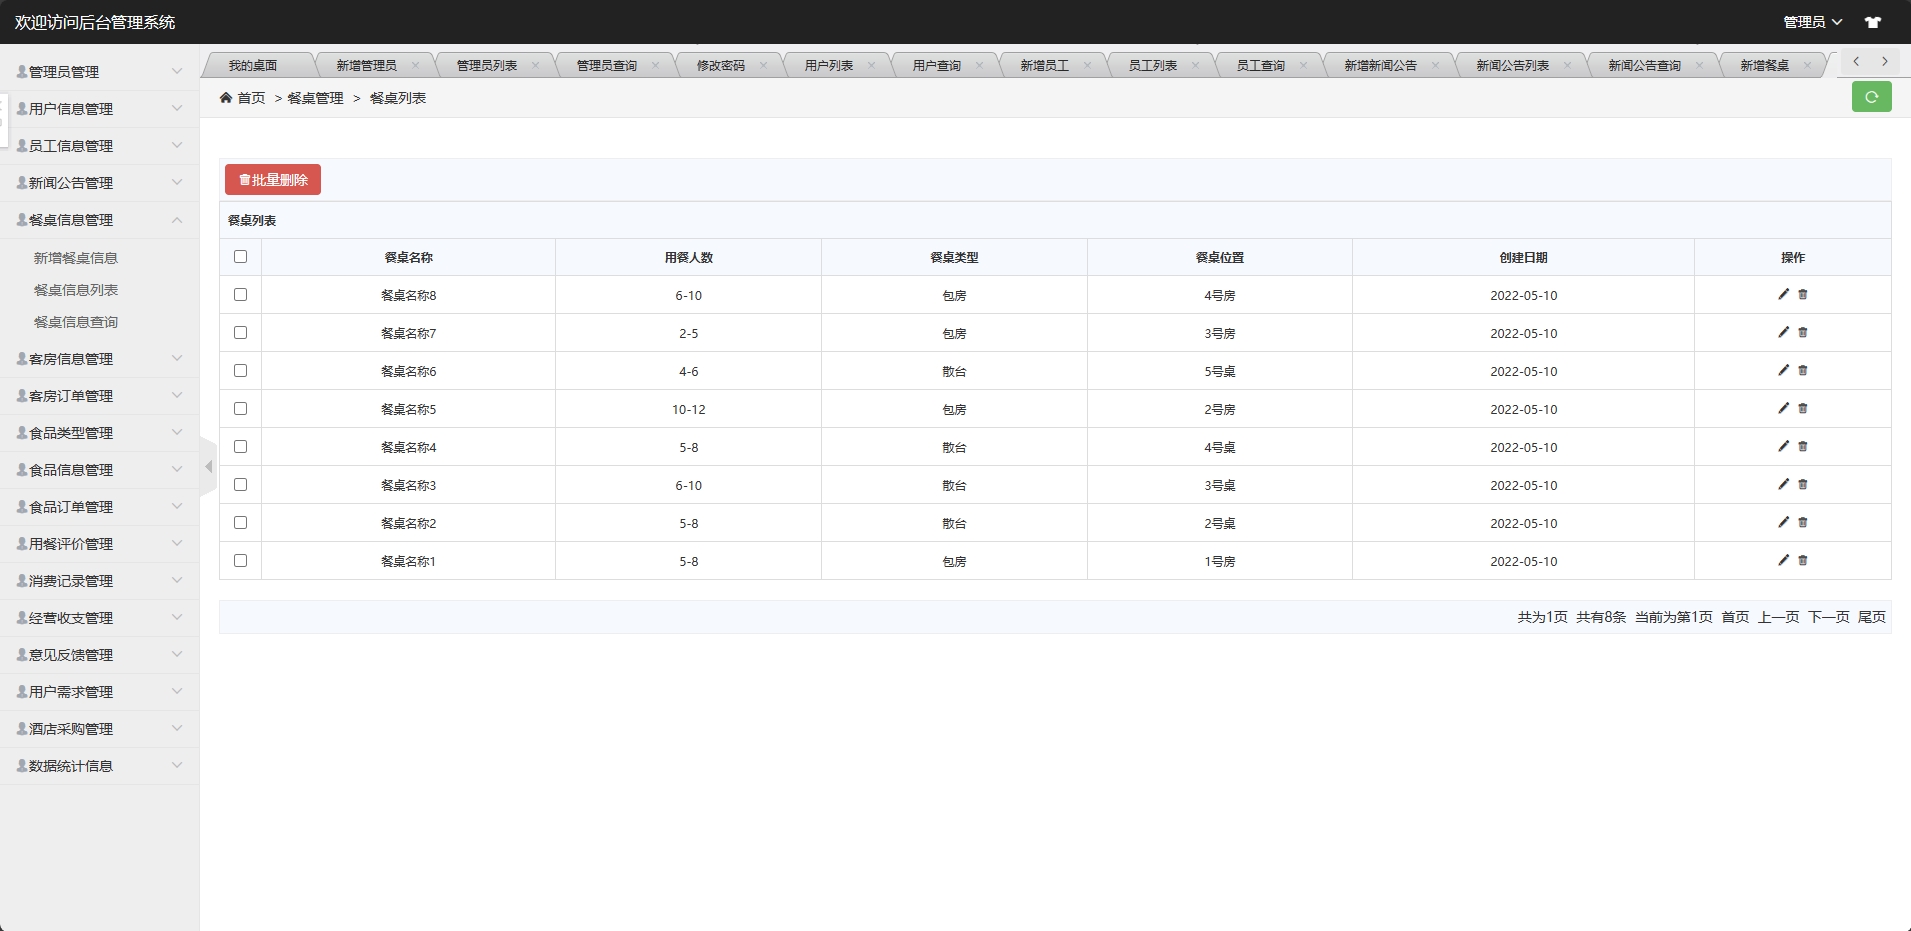 欢迎访问后台管理系统
管理员
我的桌面 新增管理员 管理员列表 管理员查询 修改密码 用户列表 用户查询 新增员工 员工列表 员工查询 新增新闻公告 新闻公告列表 新闻公告查询 新增餐桌
首页 > 餐桌管理 > 餐桌列表
管理员管理
用户信息管理
员工信息管理
新闻公告管理
餐桌信息管理
新增餐桌信息
餐桌信息列表
餐桌信息查询
客房信息管理
客房订单管理
食品类型管理
食品信息管理
食品订单管理
用餐评价管理
消费记录管理
经营收支管理
意见反馈管理
用户需求管理
酒店采购管理
数据统计信息
批量删除
餐桌列表
餐桌名称 用餐人数 餐桌类型 餐桌位置 创建日期 操作
餐桌名称8 6-10 包房 4号房 2022-05-10
餐桌名称7 2-5 包房 3号房 2022-05-10
餐桌名称6 4-6 散台 5号桌 2022-05-10
餐桌名称5 10-12 包房 2号房 2022-05-10
餐桌名称4 5-8 散台 4号桌 2022-05-10
餐桌名称3 6-10 散台 3号桌 2022-05-10
餐桌名称2 5-8 散台 2号桌 2022-05-10
餐桌名称1 5-8 包房 1号房 2022-05-10
共为1页 共有8条 当前为第1页 首页 上一页 下一页 尾页